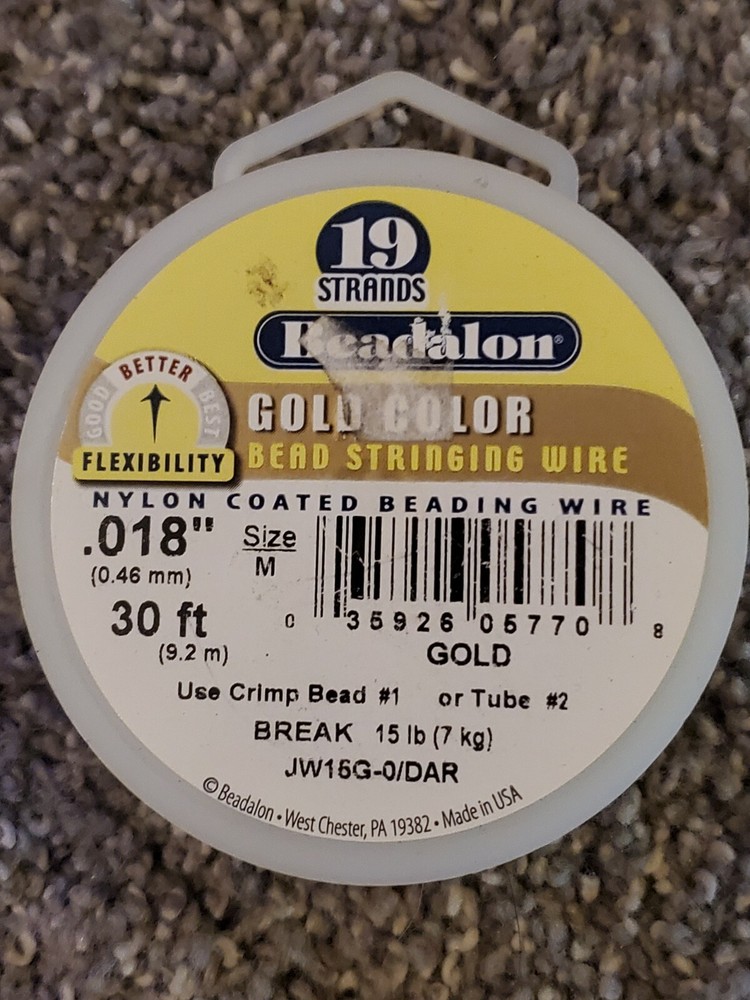 19
STRANDS
Beadalon®
GOOD BETTER BEST
FLEXIBILITY
GOLD COLOR
BEAD STRINGING WIRE
NYLON COATED BEADING WIRE
.018"
(0.46 mm)
30 ft
(9.2 m)
Size
M
0 35926 05770 8
GOLD
Use Crimp Bead #1 or Tube #2
BREAK 15 lb (7 kg)
JW16G-0/DAR
© Beadalon • West Chester, PA 19382 • Made in USA